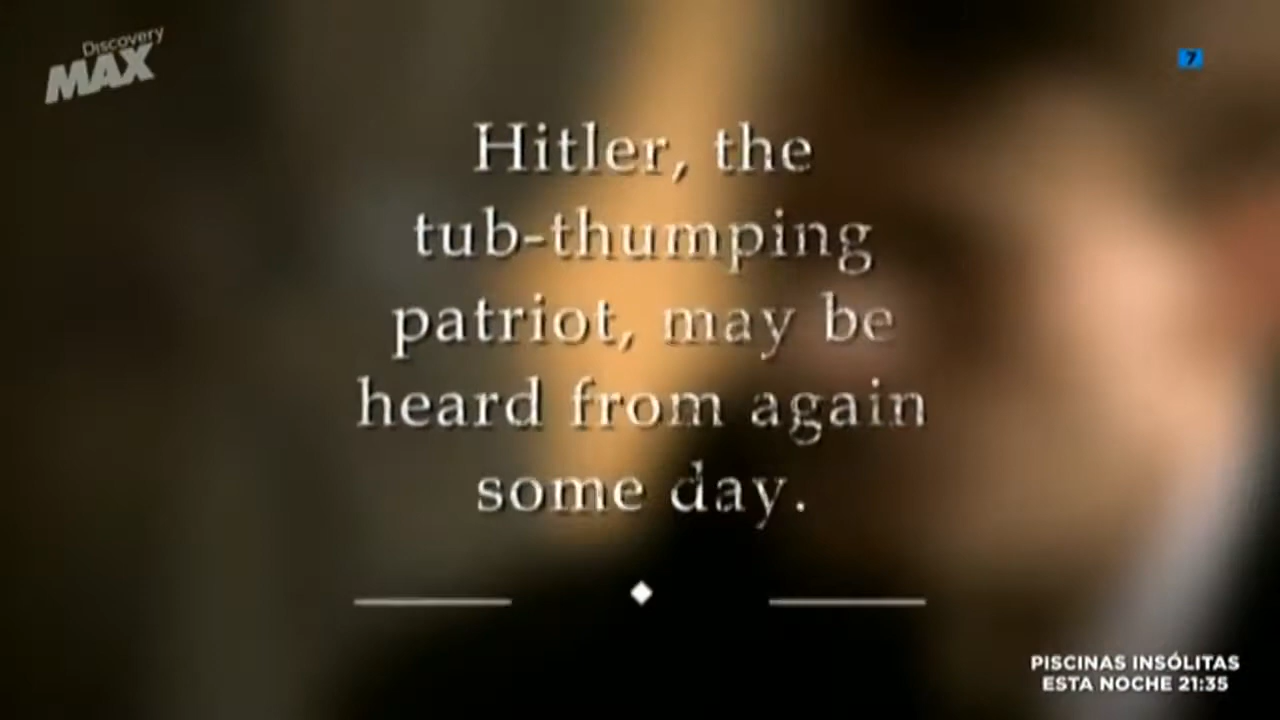 Discovery
MAX
7
Hitler, the
tub-thumping
patriot, may be
heard from again
some day.
PISCINAS INSÓLITAS
ESTA NOCHE 21:35